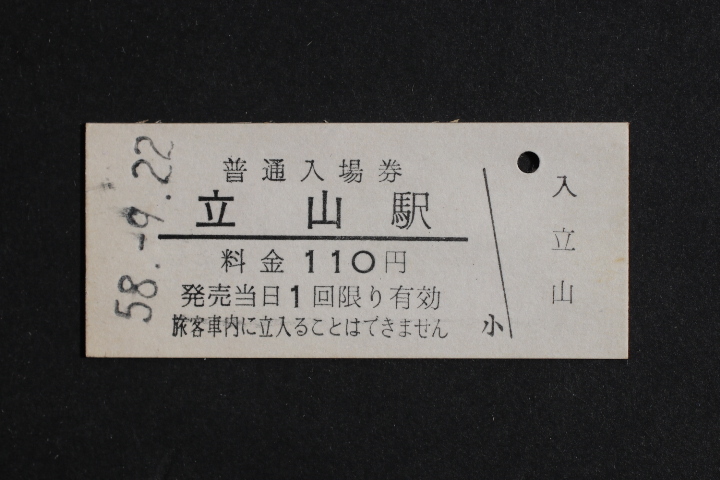 58.-9.22
普通入場券
立山駅
料金110円
発売当日1回限り有効
旅客車内に立入ることはできません
小
入
立
山